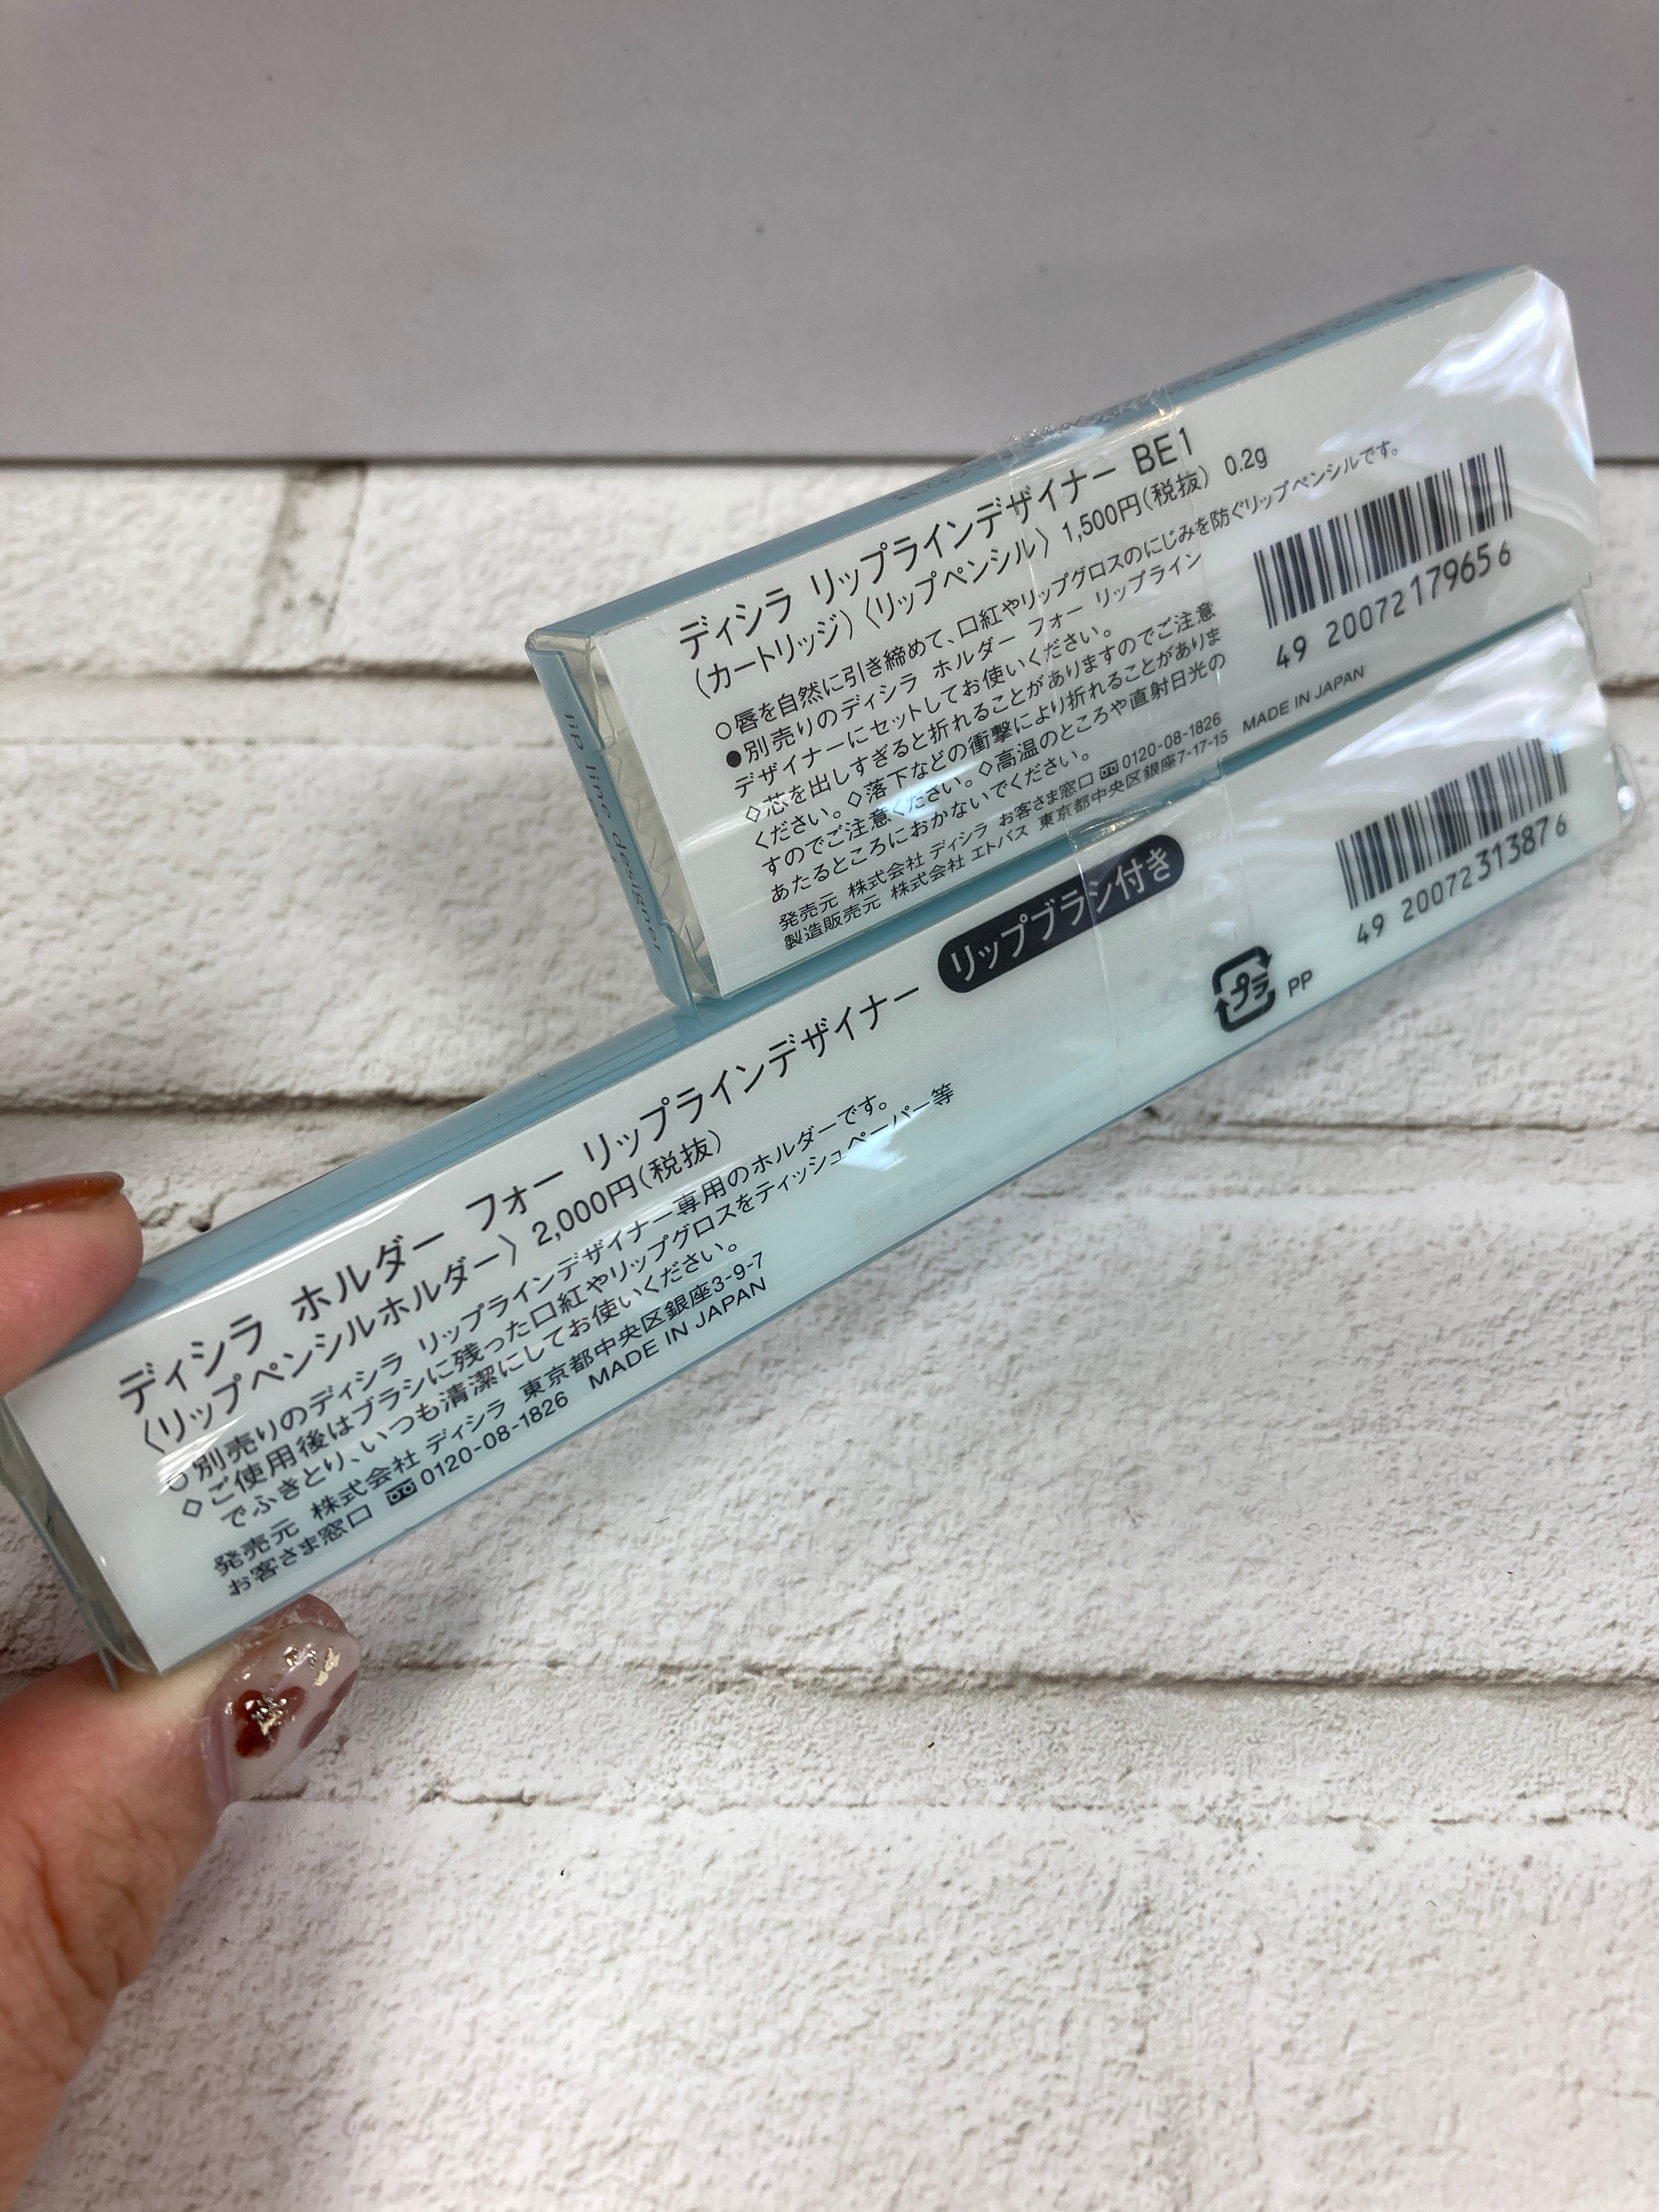 ディシラ リップラインデザイナー BE1
（カートリッジ）〈リップペンシル〉 1,500円（税抜） 0.2g
○唇を自然に引き締めて、口紅やリップグロスのにじみを防ぐリップペンシルです。
●別売りのディシラ ホルダー フォー リップライン
デザイナーにセットしてお使いください。
◇芯を出しすぎると折れることがありますのでご注意
ください。◇落下などの衝撃により折れることがありま
すのでご注意ください。◇高温のところや直射日光の
あたるところにおかないでください。
発売元 株式会社 ディシラ お客さま窓口 0120-08-1826
製造販売元 株式会社 エトバス 東京都中央区銀座7-17-15 MADE IN JAPAN
49 20072 17965 6
lip line designer
ディシラ ホルダー フォー リップラインデザイナー リップブラシ付き
〈リップペンシルホルダー〉 2,000円（税抜）
○別売りのディシラ リップラインデザイナー専用のホルダーです。
◇ご使用後はブラシに残った口紅やリップグロスをティッシュペーパー等
でふきとり、いつも清潔にしてお使いください。
発売元 株式会社 ディシラ 東京都中央区銀座3-9-7
お客さま窓口 0120-08-1826 MADE IN JAPAN
プラ PP
49 20072 31387 6